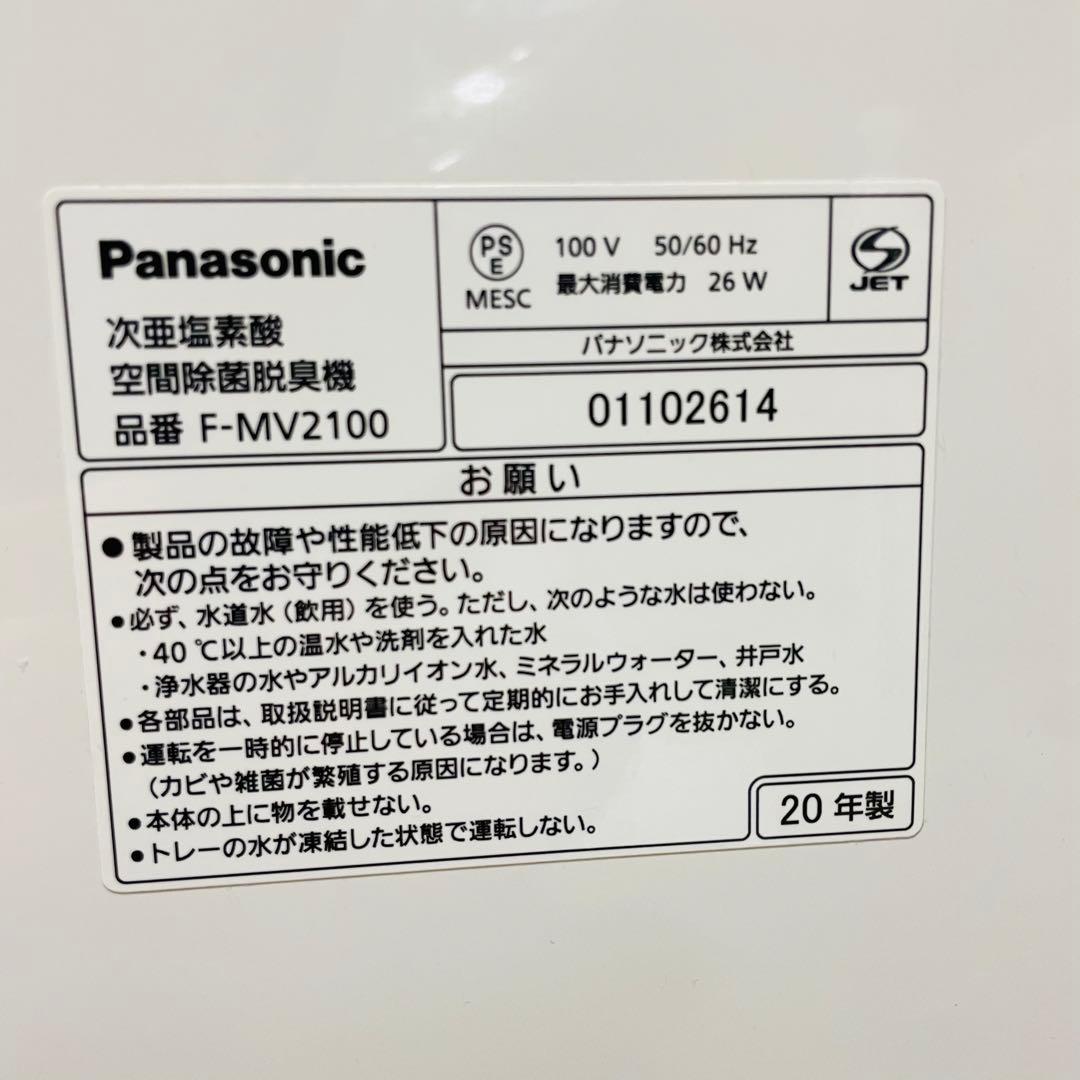 Panasonic
次亜塩素酸
空間除菌脱臭機
品番 F-MV2100
PS
E
MESC
100 V 50/60 Hz
最大消費電力 26 W
JET
パナソニック株式会社
01102614
お願い
●製品の故障や性能低下の原因になりますので、
次の点をお守りください。
●必ず、水道水(飲用)を使う。ただし、次のような水は使わない。
・40 ℃以上の温水や洗剤を入れた水
・浄水器の水やアルカリイオン水、ミネラルウォーター、井戸水
●各部品は、取扱説明書に従って定期的にお手入れして清潔にする。
●運転を一時的に停止している場合は、電源プラグを抜かない。
(カビや雑菌が繁殖する原因になります。)
●本体の上に物を載せない。
●トレーの水が凍結した状態で運転しない。
20 年製